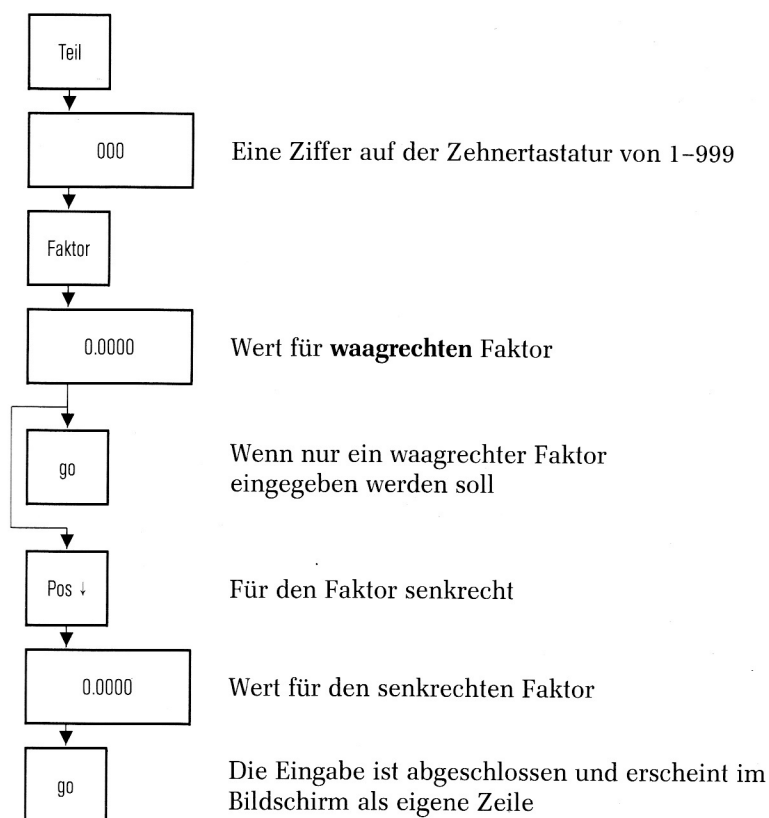 Teil
000
Eine Ziffer auf der Zehnertastatur von 1–999
Faktor
0.0000
Wert für waagrechten Faktor
go
Wenn nur ein waagrechter Faktor
eingegeben werden soll
Pos ↓
Für den Faktor senkrecht
0.0000
Wert für den senkrechten Faktor
go
Die Eingabe ist abgeschlossen und erscheint im
Bildschirm als eigene Zeile